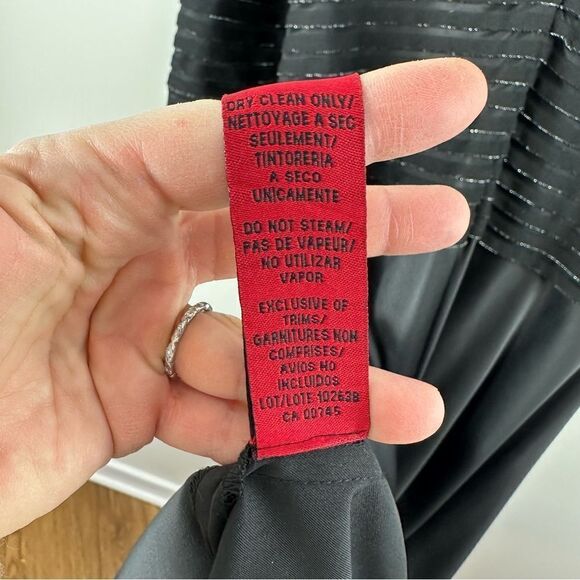 DRY CLEAN ONLY/
NETTOYAGE A SEC
SEULEMENT/
TINTORERIA
A SECO
UNICAMENTE
DO NOT STEAM/
PAS DE VAPEUR/
NO UTILIZAR
VAPOR
EXCLUSIVE OF
TRIMS/
GARNITURES NON
COMPRISES/
AVIOS NO
INCLUIDOS
LOT/LOTE 10263B
CA 00745